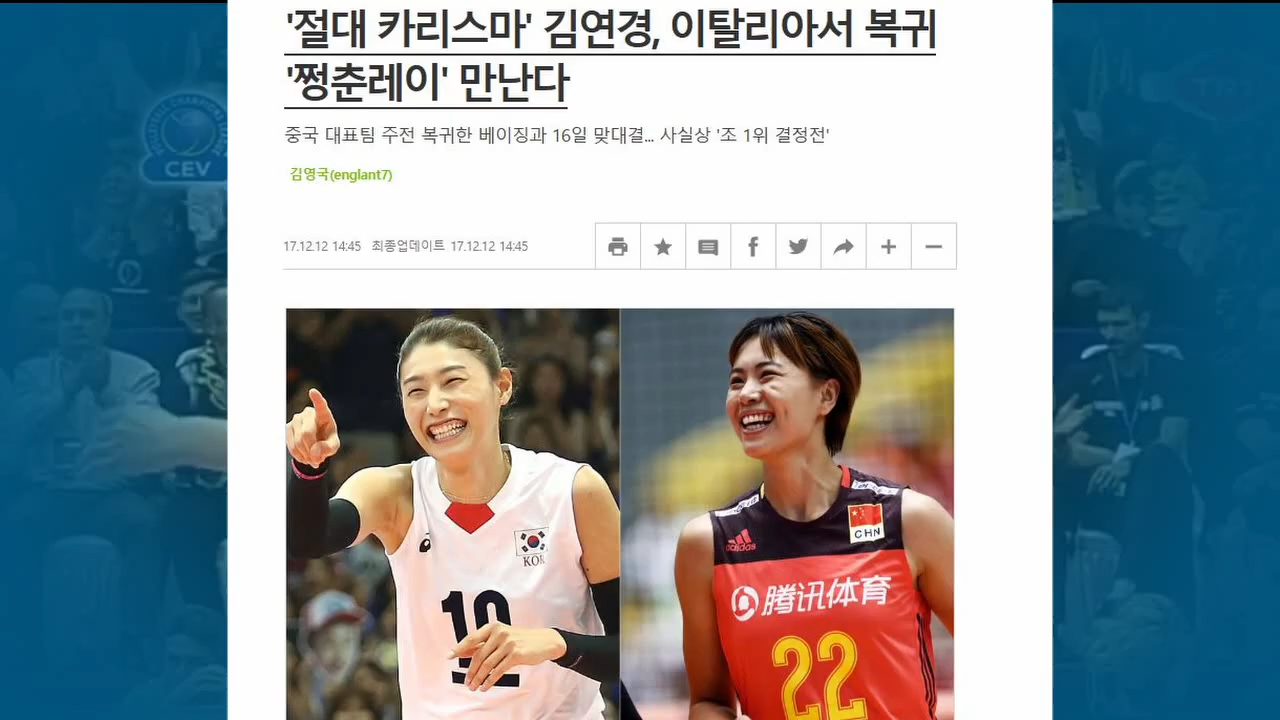 '절대 카리스마' 김연경, 이탈리아서 복귀
'쩡춘레이' 만난다
중국 대표팀 주전 복귀한 베이징과 16일 맞대결... 사실상 '조 1위 결정전'
김영국(englant7)
17.12.12 14:45 최종업데이트 17.12.12 14:45
CEV
KOR
10
CHN
adidas
腾讯体育
22